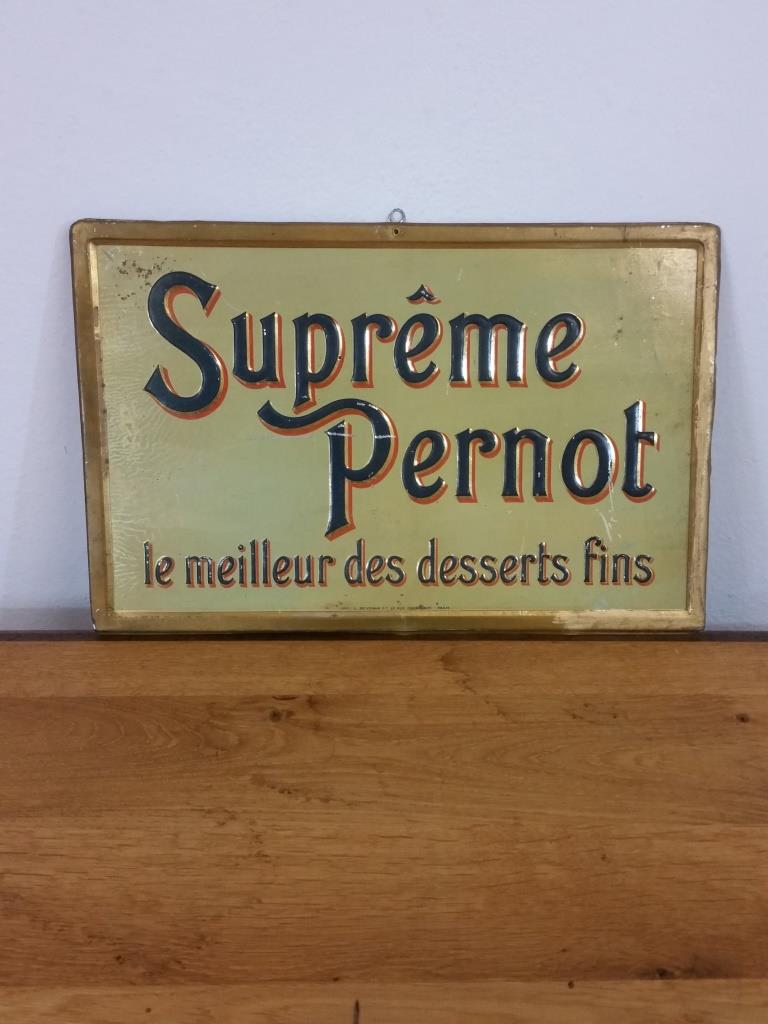 Suprême
Pernot
le meilleur des desserts fins